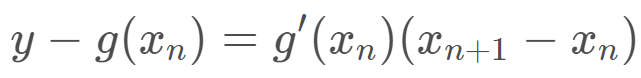 y − g(xₙ) = g′(xₙ)(xₙ₊₁ − xₙ)